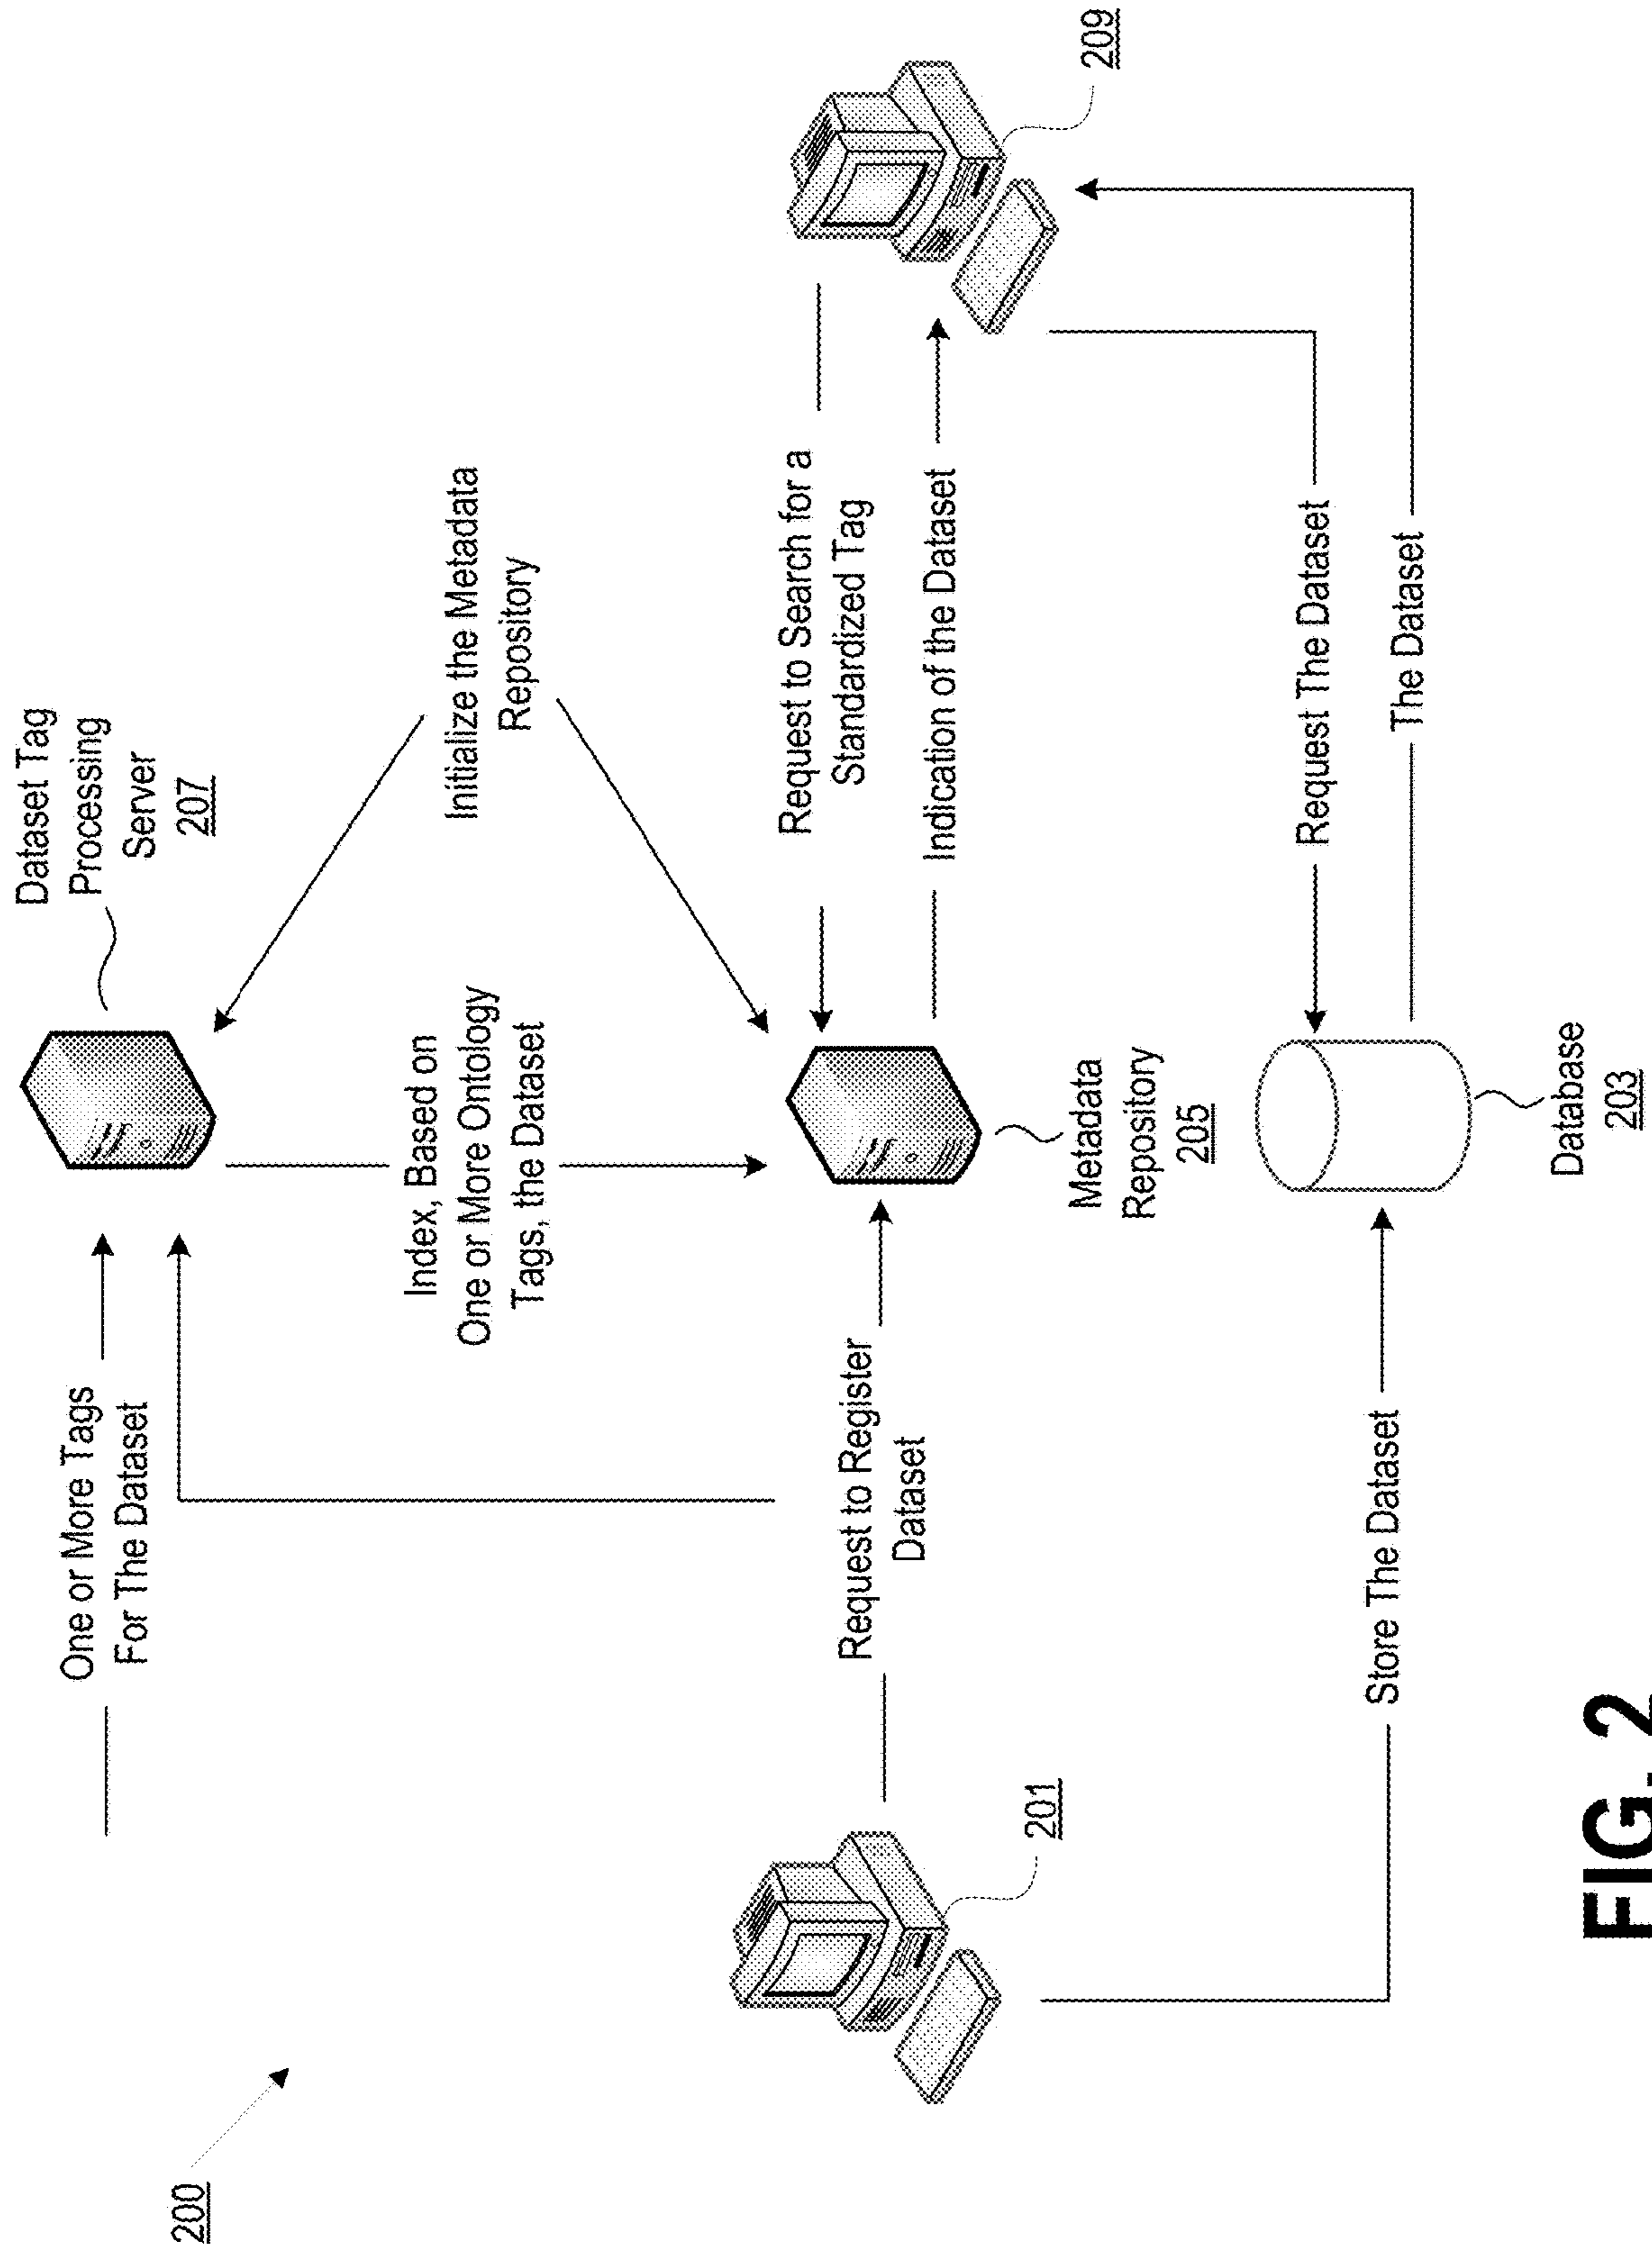 200
One or More Tags
For The Dataset
Dataset Tag
Processing
Server
207
Index, Based on
One or More Ontology
Tags, the Dataset
Initialize the Metadata
Repository
201
Request to Register
Dataset
Metadata
Repository
205
Request to Search for a
Standardized Tag
Indication of the Dataset
209
Store The Dataset
Database
203
Request The Dataset
The Dataset
FIG. 2